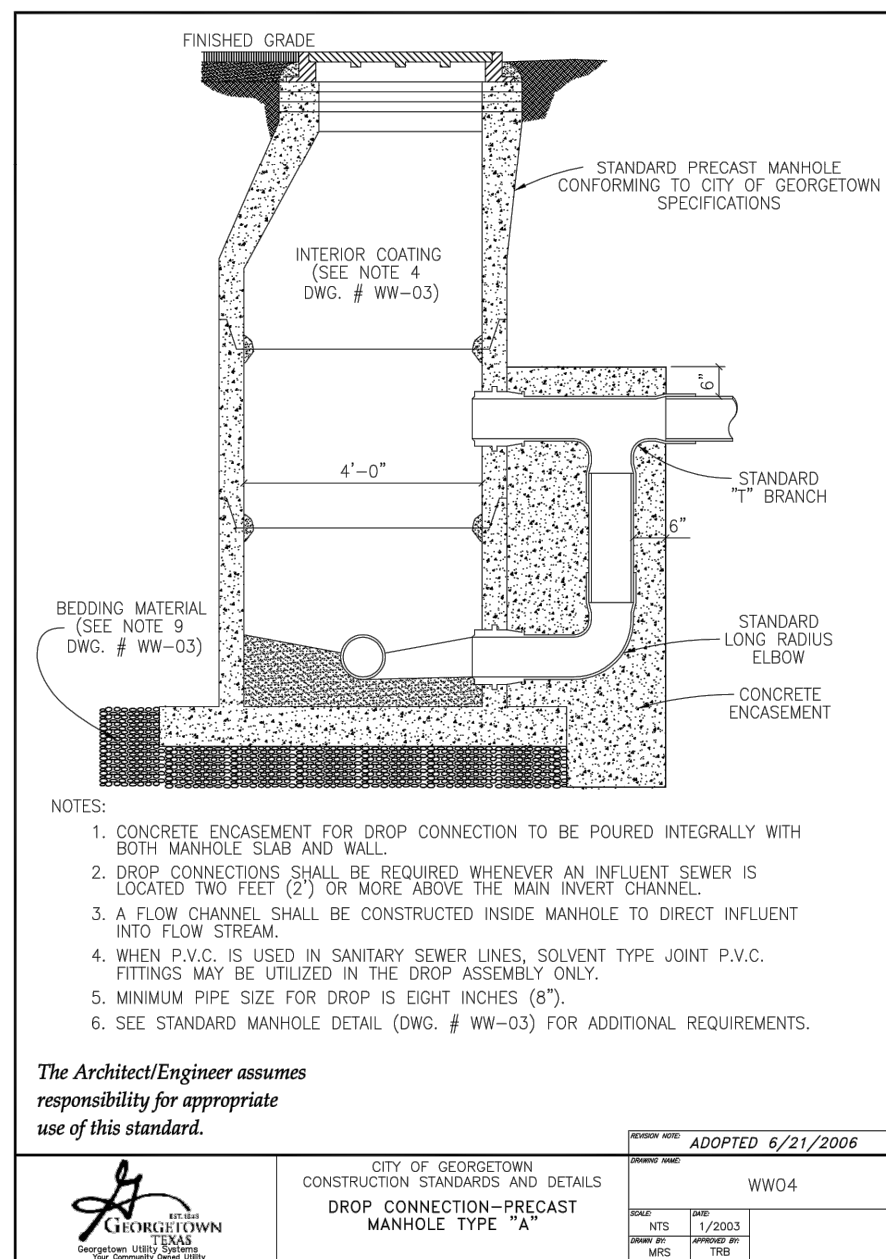 FINISHED GRADE
STANDARD PRECAST MANHOLE
CONFORMING TO CITY OF GEORGETOWN
SPECIFICATIONS
INTERIOR COATING
(SEE NOTE 4
DWG. # WW-03)
6"
4'-0"
STANDARD
"T" BRANCH
6"
BEDDING MATERIAL
(SEE NOTE 9
DWG. # WW-03)
STANDARD
LONG RADIUS
ELBOW
CONCRETE
ENCASEMENT
NOTES:
1. CONCRETE ENCASEMENT FOR DROP CONNECTION TO BE POURED INTEGRALLY WITH
BOTH MANHOLE SLAB AND WALL.
2. DROP CONNECTIONS SHALL BE REQUIRED WHENEVER AN INFLUENT SEWER IS
LOCATED TWO FEET (2') OR MORE ABOVE THE MAIN INVERT CHANNEL.
3. A FLOW CHANNEL SHALL BE CONSTRUCTED INSIDE MANHOLE TO DIRECT INFLUENT
INTO FLOW STREAM.
4. WHEN P.V.C. IS USED IN SANITARY SEWER LINES, SOLVENT TYPE JOINT P.V.C.
FITTINGS MAY BE UTILIZED IN THE DROP ASSEMBLY ONLY.
5. MINIMUM PIPE SIZE FOR DROP IS EIGHT INCHES (8").
6. SEE STANDARD MANHOLE DETAIL (DWG. # WW-03) FOR ADDITIONAL REQUIREMENTS.
The Architect/Engineer assumes
responsibility for appropriate
use of this standard.
REVISION NOTE: ADOPTED 6/21/2006
EST. 1848
GEORGETOWN
TEXAS
Georgetown Utility Systems
Your Community Owned Utility
CITY OF GEORGETOWN
CONSTRUCTION STANDARDS AND DETAILS
DROP CONNECTION-PRECAST
MANHOLE TYPE "A"
DRAWING NAME:
WW04
SCALE: NTS
DATE: 1/2003
DRAWN BY: MRS
APPROVED BY: TRB